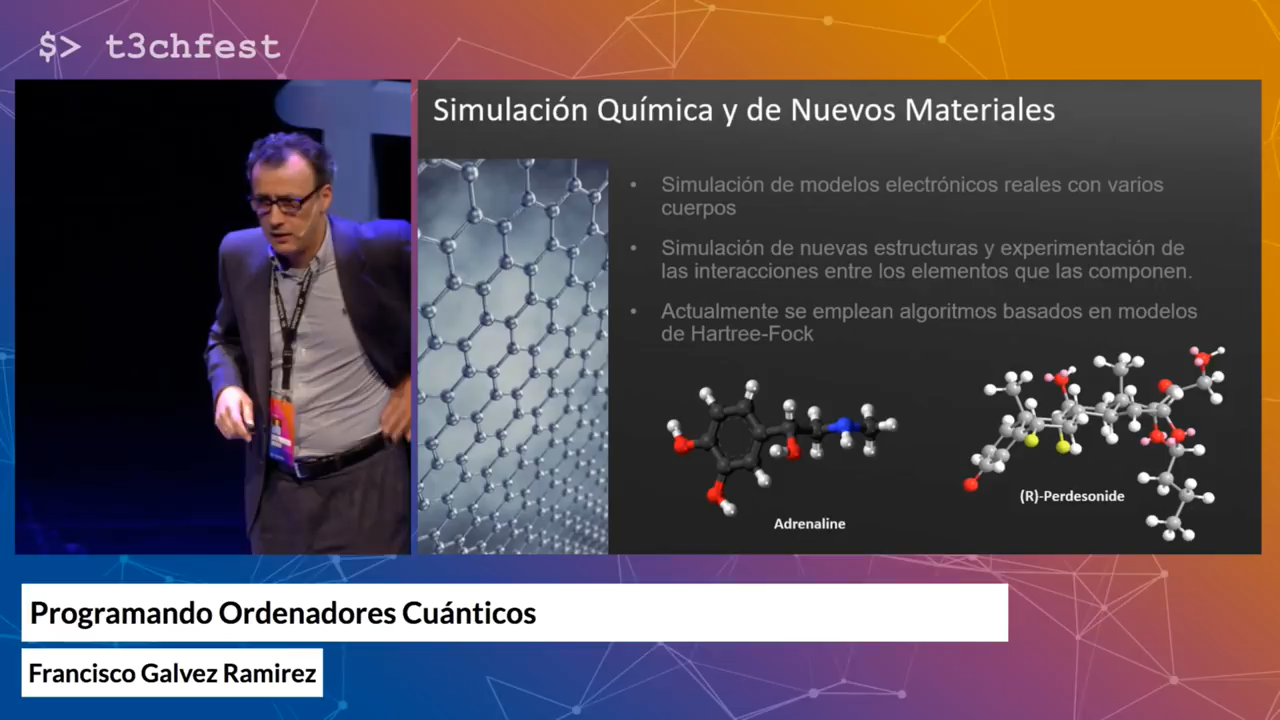 $> t3chfest
Simulación Química y de Nuevos Materiales
• Simulación de modelos electrónicos reales con varios
cuerpos
• Simulación de nuevas estructuras y experimentación de
las interacciones entre los elementos que las componen.
• Actualmente se emplean algoritmos basados en modelos
de Hartree-Fock
Adrenaline
(R)-Perdesonide
Programando Ordenadores Cuánticos
Francisco Galvez Ramirez